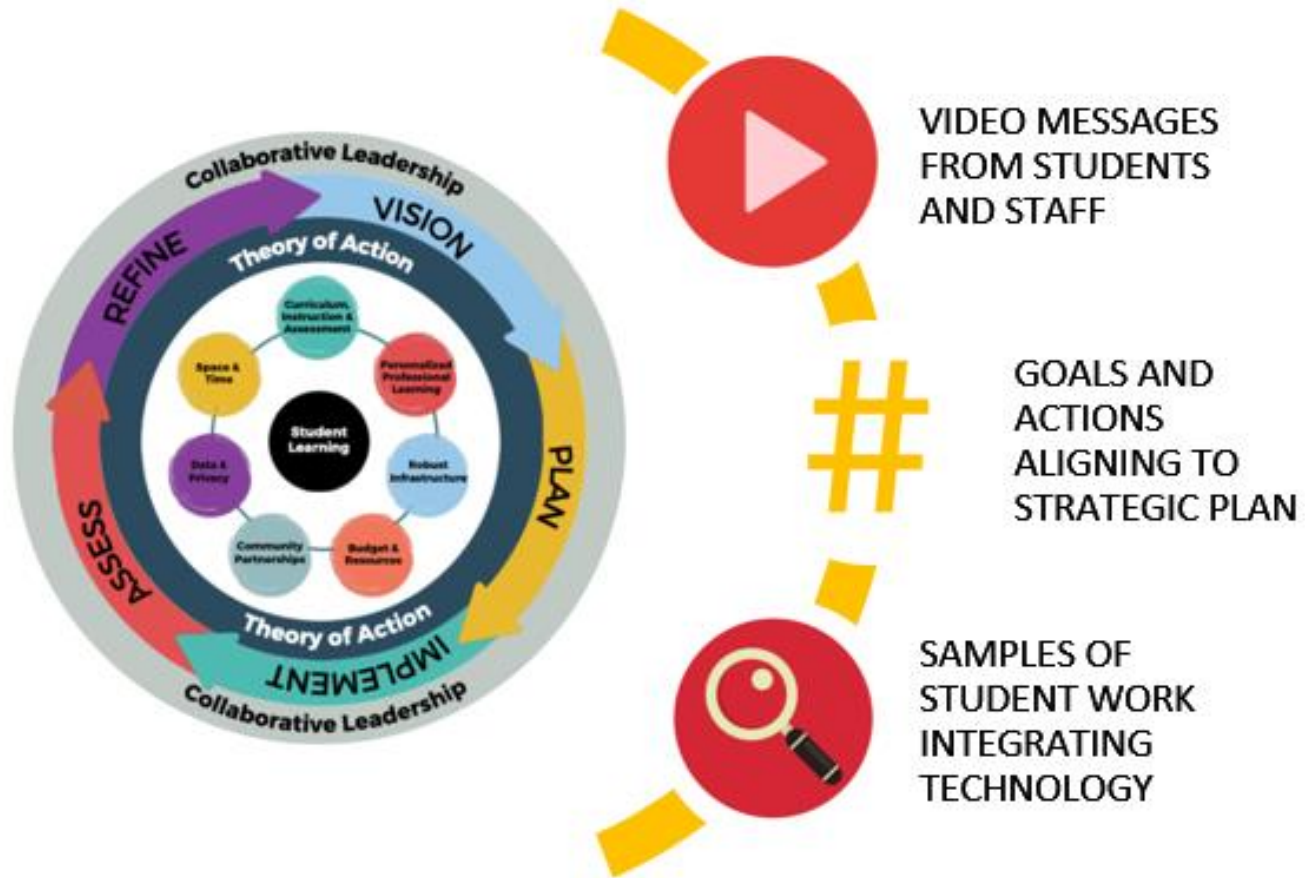 Collaborative Leadership
REFINE
VISION
Theory of Action
Curriculum,
Instruction &
Assessment
Space &
Time
Personalized
Professional
Learning
Student
Learning
Data &
Privacy
Robust
Infrastructure
PLAN
ASSESS
Community
Partnerships
Budget &
Resources
Theory of Action
IMPLEMENT
Collaborative Leadership
VIDEO MESSAGES
FROM STUDENTS
AND STAFF
#
GOALS AND
ACTIONS
ALIGNING TO
STRATEGIC PLAN
SAMPLES OF
STUDENT WORK
INTEGRATING
TECHNOLOGY